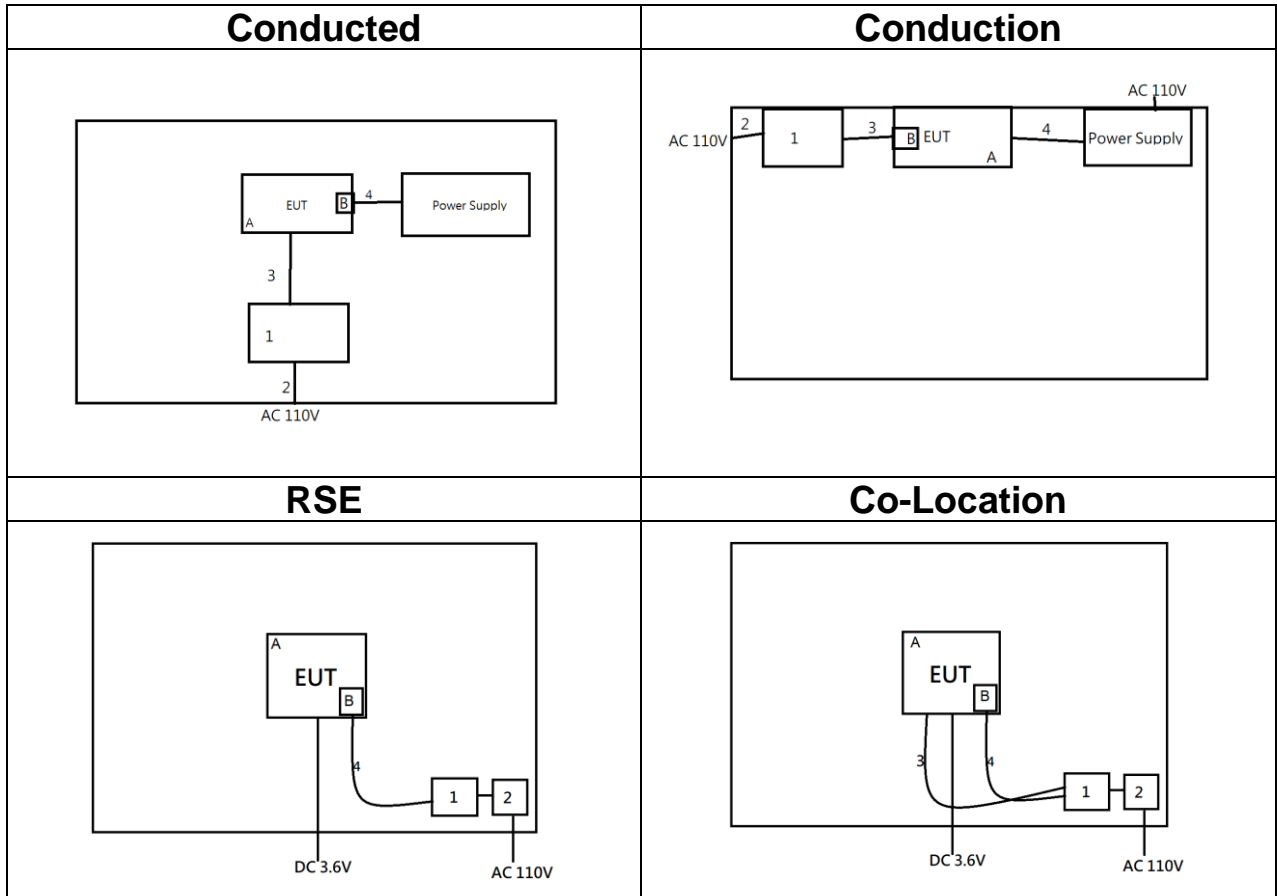 Conducted
Conduction
EUT
B
4
Power Supply
A
3
1
2
AC 110V
AC 110V
AC 110V
2
1
3
B
EUT
A
4
Power Supply
RSE
Co-Location
A
EUT
B
4
1
2
DC 3.6V
AC 110V
A
EUT
B
3
4
1
2
DC 3.6V
AC 110V